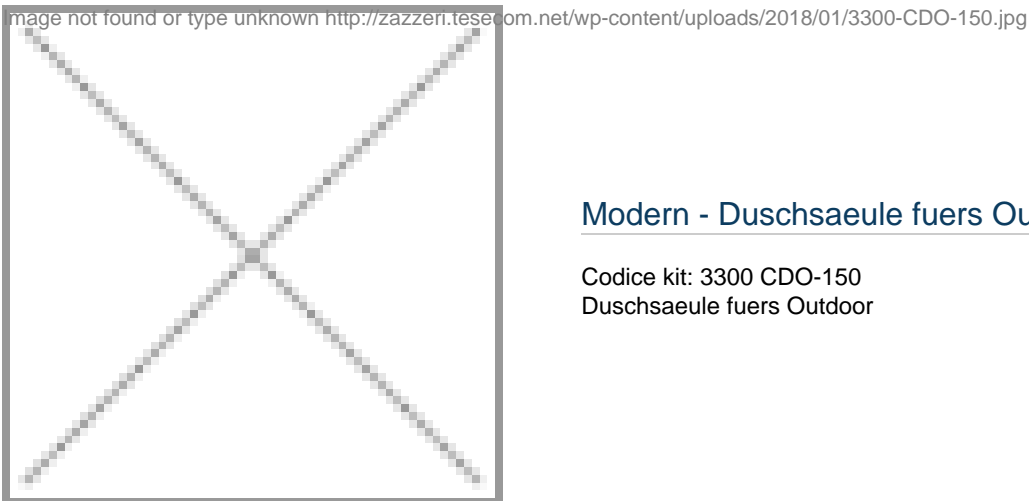 Image not found or type unknown http://zazzeri.tesecom.net/wp-content/uploads/2018/01/3300-CDO-150.jpg
Modern - Duschsaeule fuers Ou
Codice kit: 3300 CDO-150
Duschsaeule fuers Outdoor